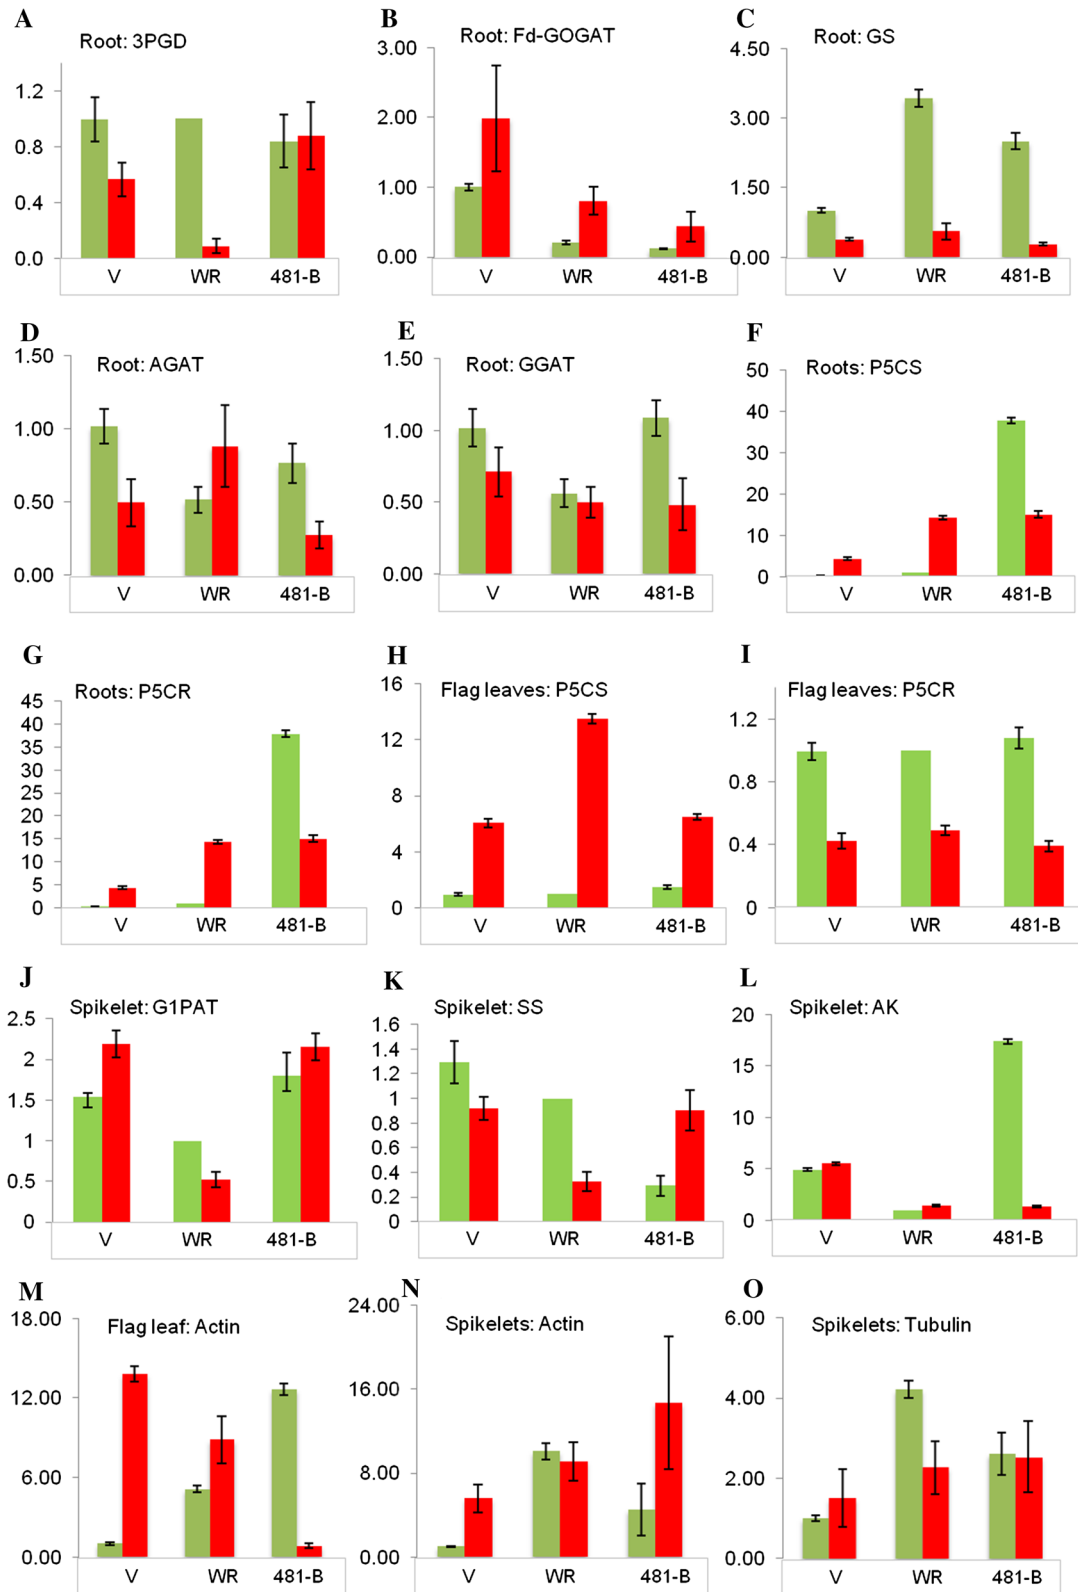 A
Root: 3PGD
1.2
0.8
0.4
0.0
V WR 481-B
B
Root: Fd-GOGAT
3.00
2.00
1.00
0.00
V WR 481-B
C
Root: GS
4.50
3.00
1.50
0.00
V WR 481-B
D
Root: AGAT
1.50
1.00
0.50
0.00
V WR 481-B
E
Root: GGAT
1.50
1.00
0.50
0.00
V WR 481-B
F
Roots: P5CS
50
40
30
20
10
0
V WR 481-B
G
Roots: P5CR
45
40
35
30
25
20
15
10
5
0
V WR 481-B
H
Flag leaves: P5CS
16
12
8
4
0
V WR 481-B
I
Flag leaves: P5CR
1.2
0.8
0.4
0
V WR 481-B
J
Spikelet: G1PAT
2.5
2
1.5
1
0.5
0
V WR 481-B
K
Spikelet: SS
1.6
1.4
1.2
1
0.8
0.6
0.4
0.2
0
V WR 481-B
L
Spikelet: AK
20
15
10
5
0
V WR 481-B
M
Flag leaf: Actin
18.00
12.00
6.00
0.00
V WR 481-B
N
Spikelets: Actin
24.00
16.00
8.00
0.00
V WR 481-B
O
Spikelets: Tubulin
6.00
4.00
2.00
0.00
V WR 481-B